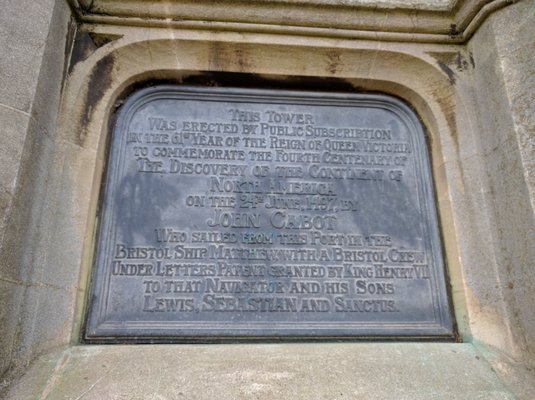 THIS TOWER
WAS ERECTED BY PUBLIC SUBSCRIPTION
IN THE 61ST YEAR OF THE REIGN OF QUEEN VICTORIA
TO COMMEMORATE THE FOURTH CENTENARY OF
THE DISCOVERY OF THE CONTINENT OF
NORTH AMERICA
ON THE 24TH JUNE, 1497, BY
JOHN CABOT
WHO SAILED FROM THIS PORT IN THE
BRISTOL SHIP MATTHEW, WITH A BRISTOL CREW
UNDER LETTERS PATENT GRANTED BY KING HENRY VII
TO THAT NAVIGATOR AND HIS SONS
LEWIS, SEBASTIAN AND SANCTUS.